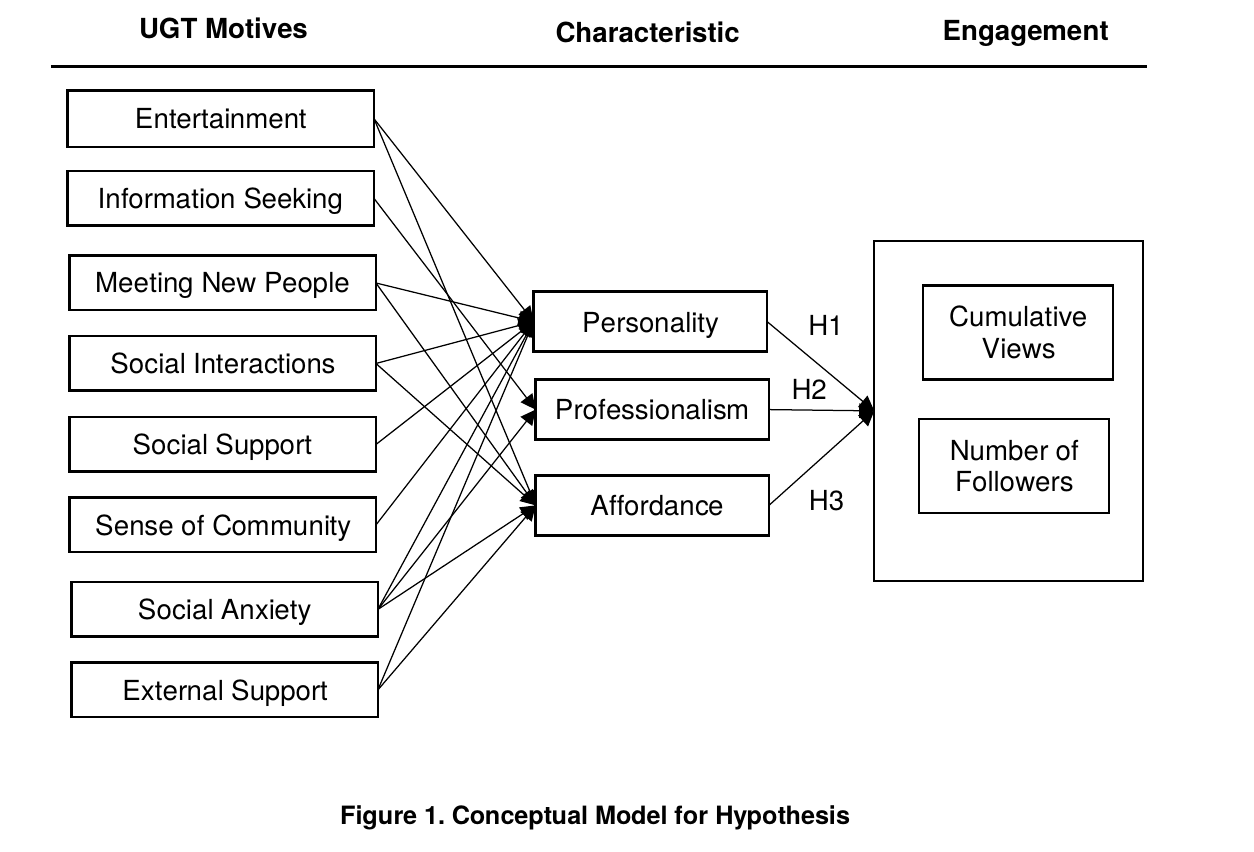 UGT Motives
Characteristic
Engagement
Entertainment
Information Seeking
Meeting New People
Social Interactions
Social Support
Sense of Community
Social Anxiety
External Support
Personality
Professionalism
Affordance
H1
H2
H3
Cumulative
Views
Number of
Followers
Figure 1. Conceptual Model for Hypothesis